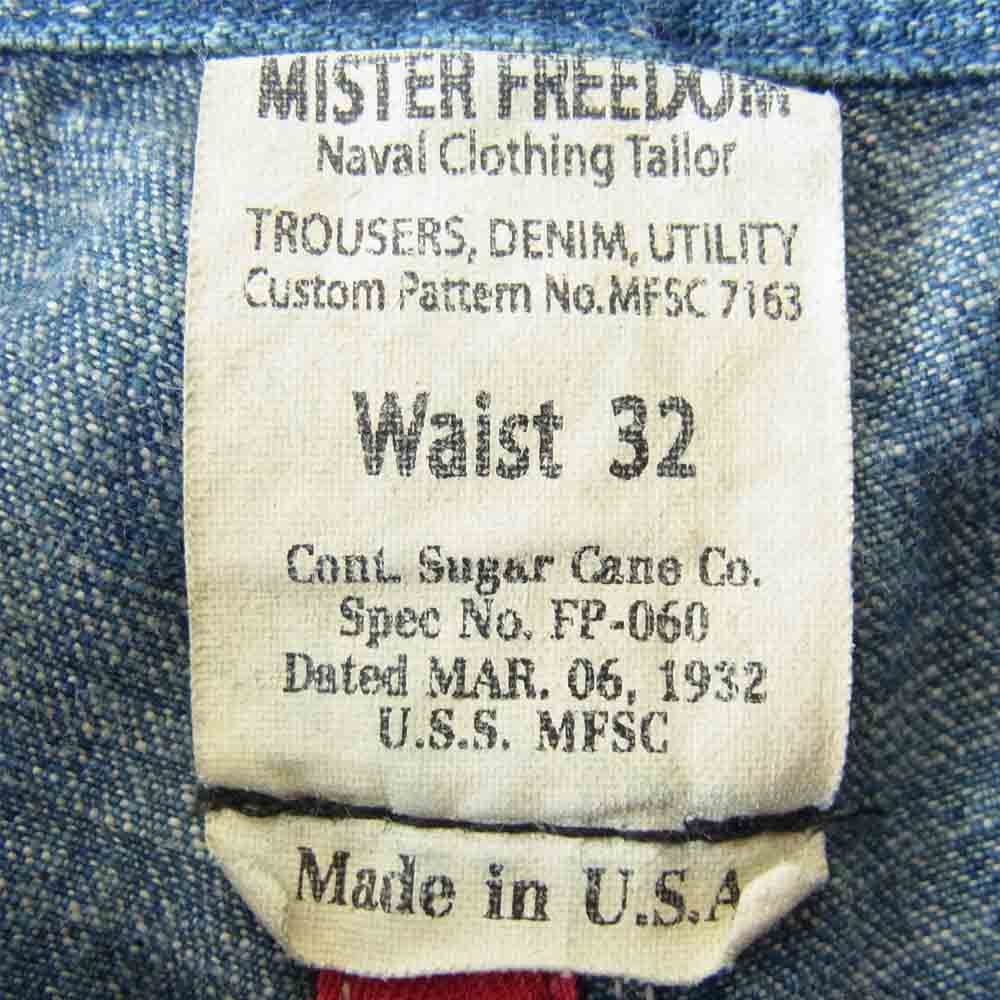 MISTER FREEDOM
Naval Clothing Tailor
TROUSERS, DENIM, UTILITY
Custom Pattern No.MFSC 7163
Waist 32
Cont. Sugar Cane Co.
Spec No. FP-060
Dated MAR. 06, 1932
U.S.S. MFSC
Made in U.S.A